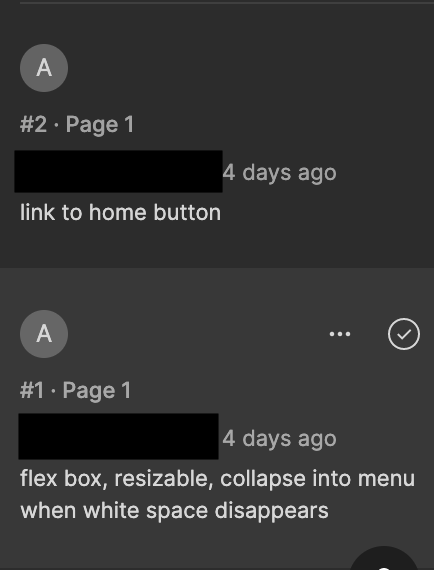 A
#2 · Page 1
4 days ago
link to home button
A
#1 · Page 1
4 days ago
flex box, resizable, collapse into menu
when white space disappears